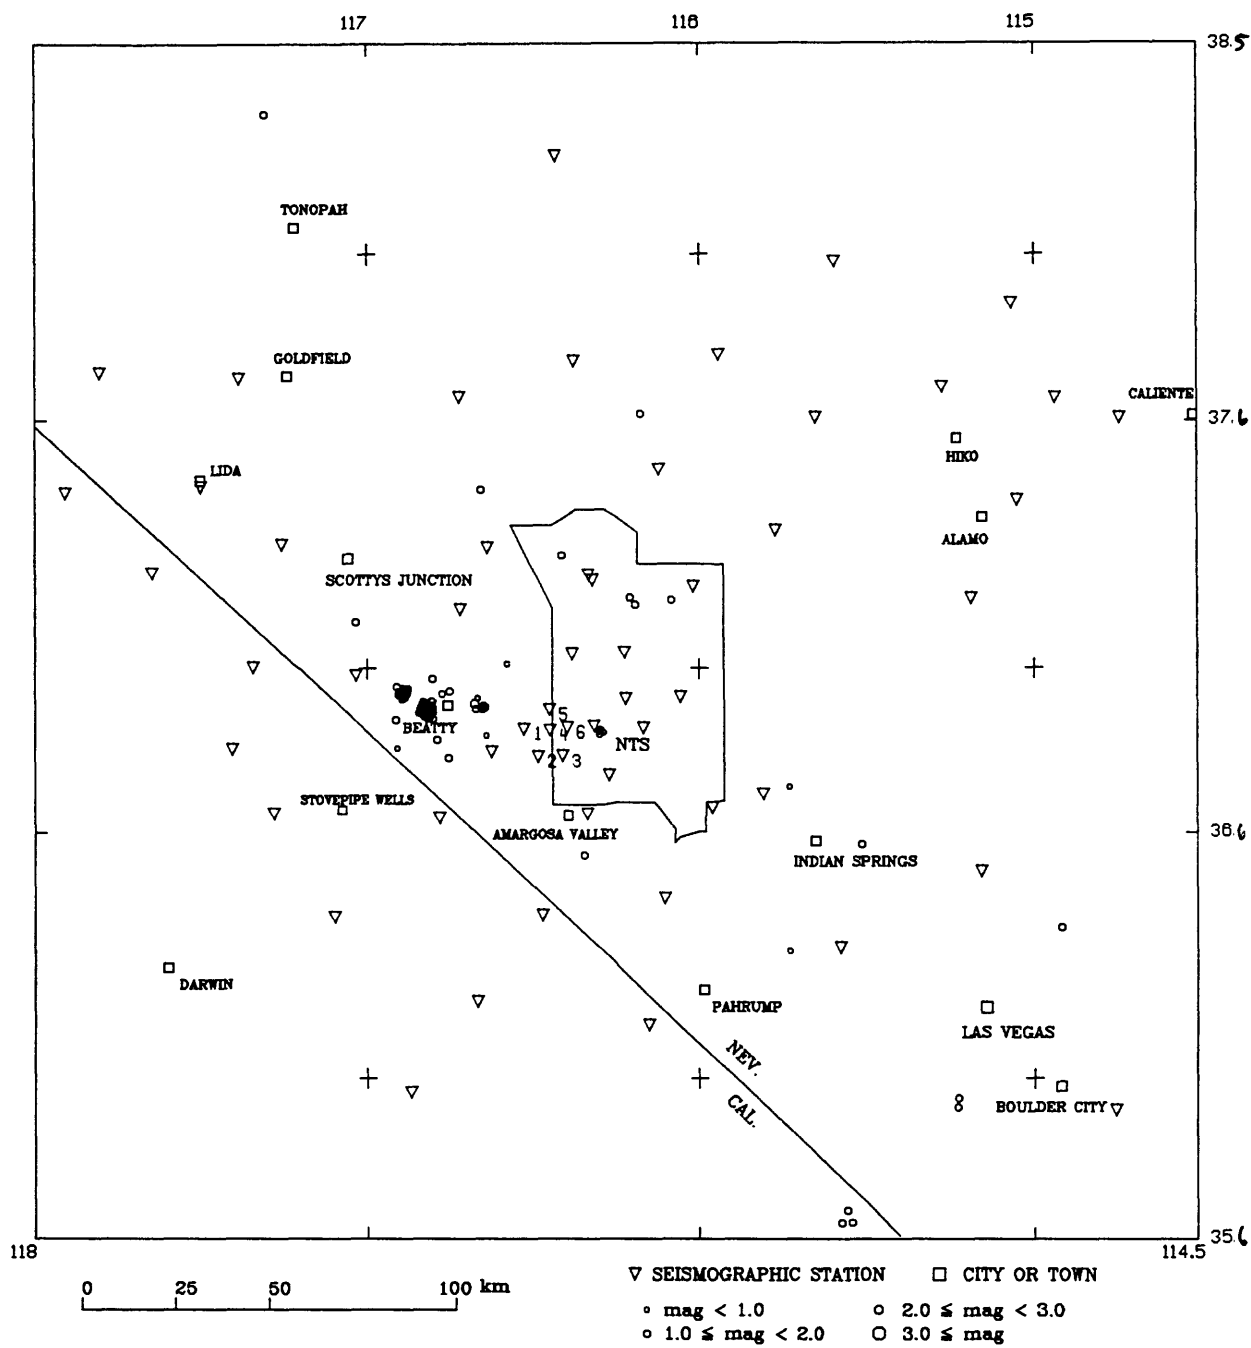 117 116 115
38.5
TONOPAH
GOLDFIELD
CALIENTE
37.6
HIKO
LIDA
ALAMO
SCOTTYS JUNCTION
5
BEATTY
1 4 6
NTS
2 3
STOVEPIPE WELLS
AMARGOSA VALLEY
36.6
INDIAN SPRINGS
DARWIN
PAHRUMP
LAS VEGAS
NEV.
CAL.
BOULDER CITY
35.6
118 114.5
0 25 50 100 km
SEISMOGRAPHIC STATION CITY OR TOWN
mag < 1.0 2.0 ≤ mag < 3.0
1.0 ≤ mag < 2.0 3.0 ≤ mag